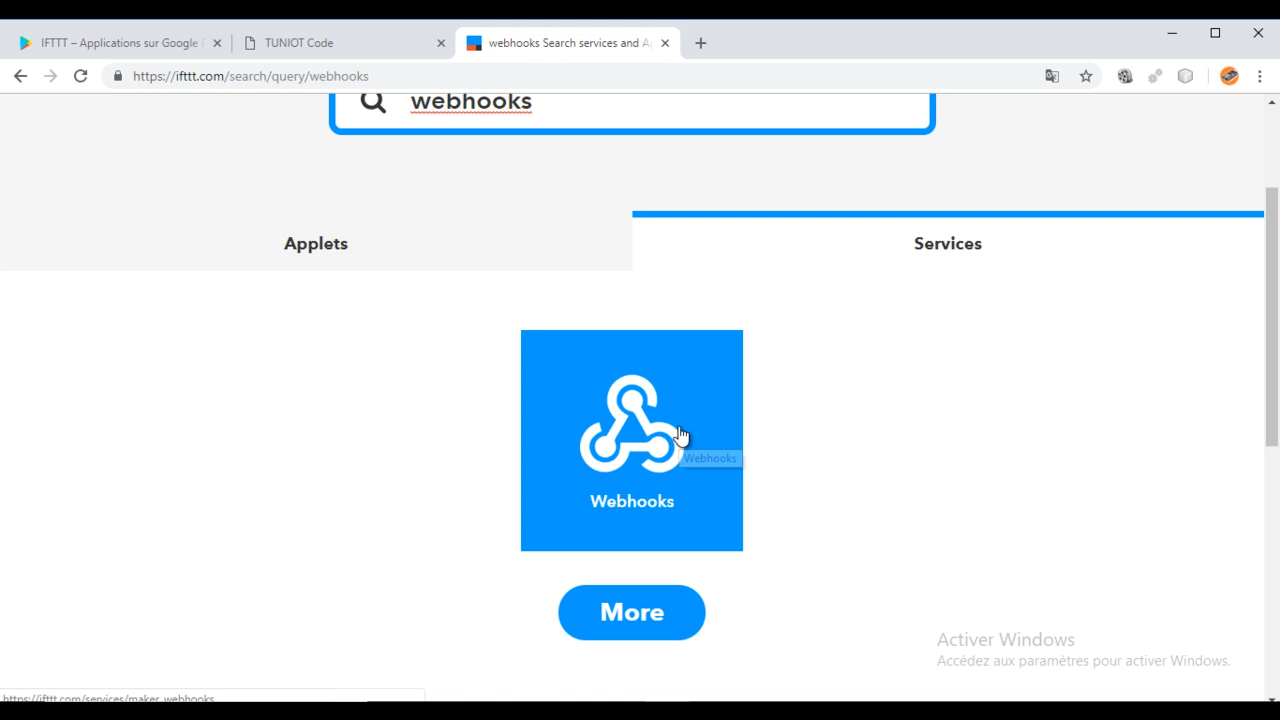 IFTTT – Applications sur Google
TUNIOT Code
webhooks Search services and A
https://ifttt.com/search/query/webhooks
webhooks
Applets
Services
Webhooks
Webhooks
More
Activer Windows
Accédez aux paramètres pour activer Windows.
https://ifttt.com/services/maker_webhooks